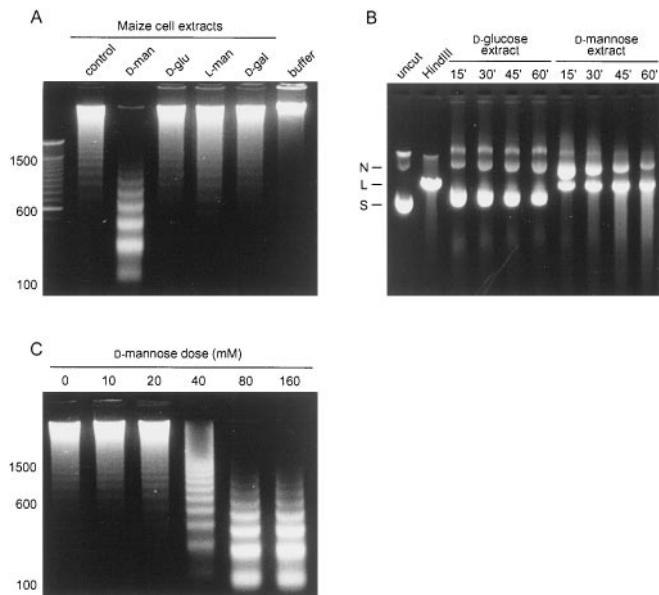 A
Maize cell extracts
control D-man D-glu L-man D-gal buffer
1500
600
100
B
D-glucose extract D-mannose extract
uncut HindIII 15' 30' 45' 60' 15' 30' 45' 60'
N
L
S
C
D-mannose dose (mM)
0 10 20 40 80 160
1500
600
100